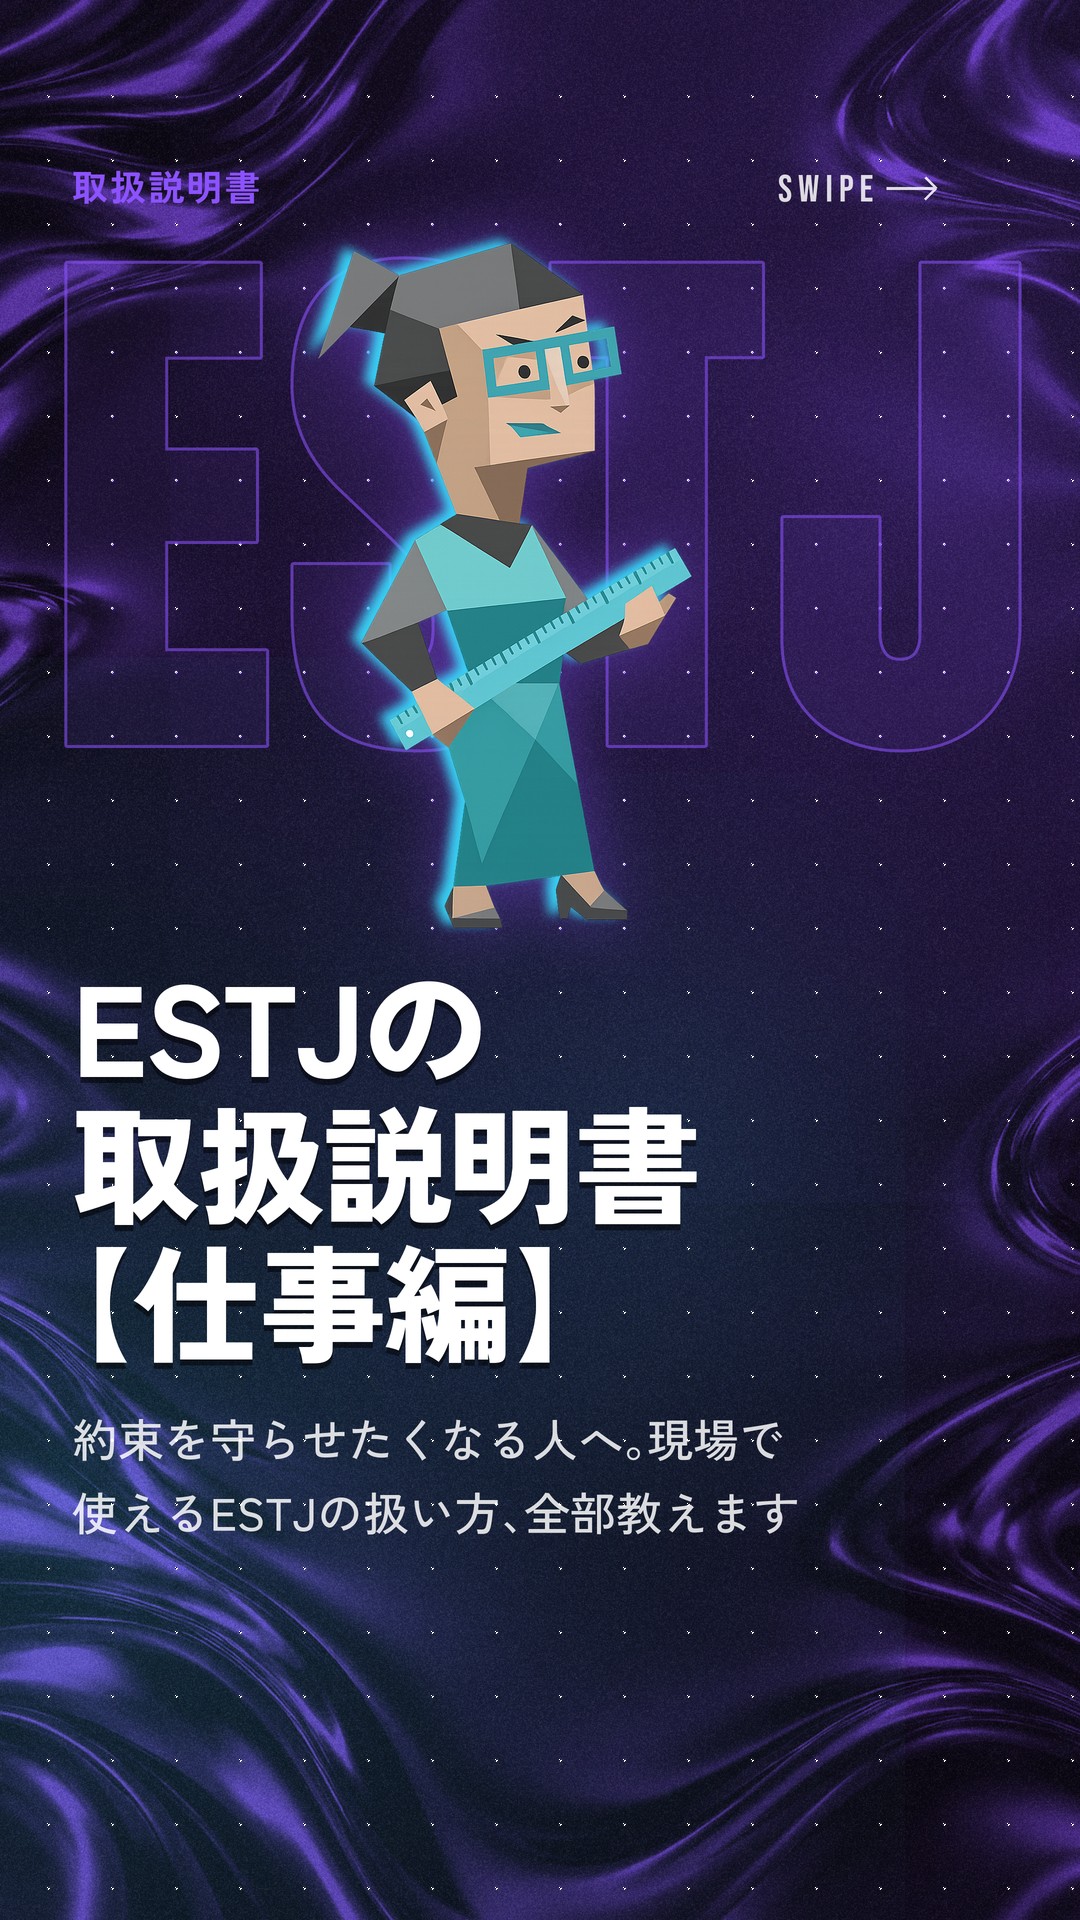 取扱説明書
SWIPE →
ESTJ
ESTJの
取扱説明書
【仕事編】
約束を守らせたくなる人へ。現場で
使えるESTJの扱い方、全部教えます